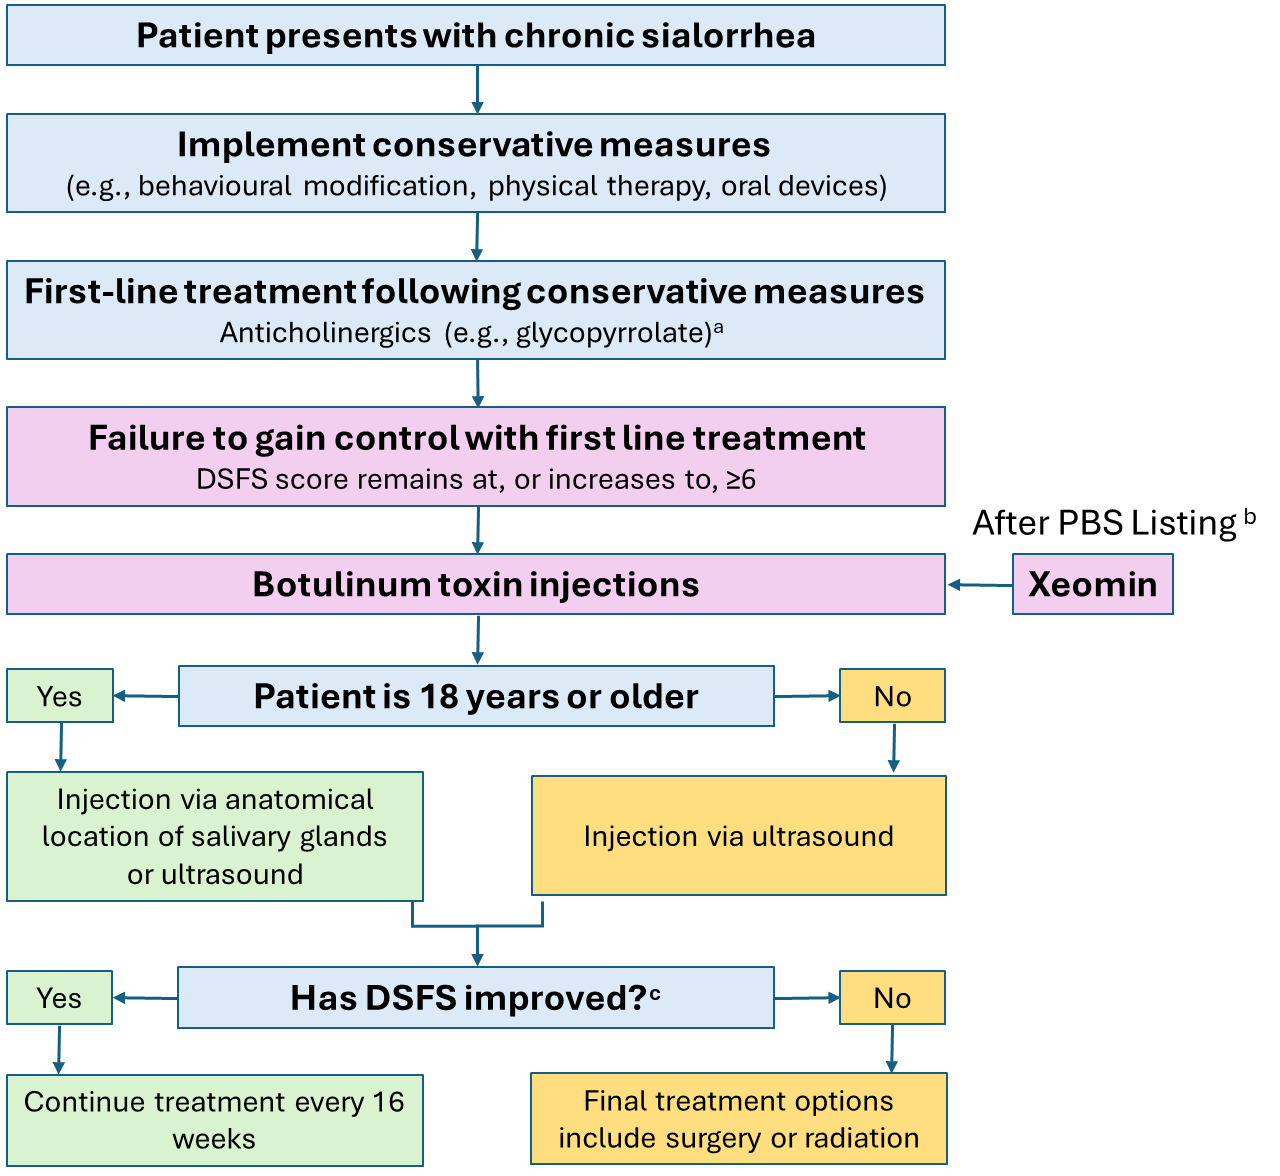 Patient presents with chronic sialorrhea
Implement conservative measures
(e.g., behavioural modification, physical therapy, oral devices)
First-line treatment following conservative measures
Anticholinergics (e.g., glycopyrrolate)ᵃ
Failure to gain control with first line treatment
DSFS score remains at, or increases to, ≥6
After PBS Listing ᵇ
Botulinum toxin injections
Xeomin
Yes
Patient is 18 years or older
No
Injection via anatomical
location of salivary glands
or ultrasound
Injection via ultrasound
Yes
Has DSFS improved?ᶜ
No
Continue treatment every 16
weeks
Final treatment options
include surgery or radiation